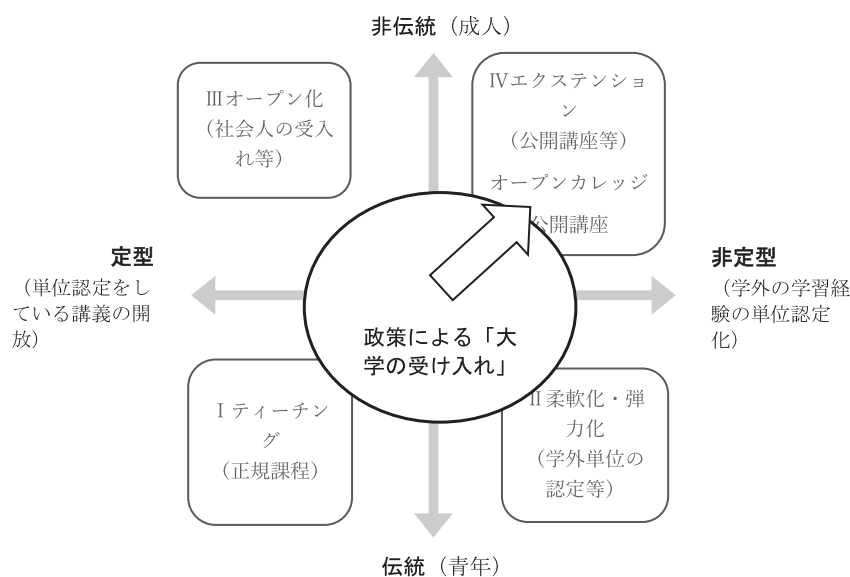 非伝統（成人）
Ⅲオープン化
（社会人の受入
れ等）
Ⅳエクステンショ
ン
（公開講座等）
オープンカレッジ
公開講座
定型
（単位認定をし
ている講義の開
放）
非定型
（学外の学習経
験の単位認定
化）
政策による「大
学の受け入れ」
Ⅰティーチン
グ
（正規課程）
Ⅱ柔軟化・弾
力化
（学外単位の
認定等）
伝統（青年）